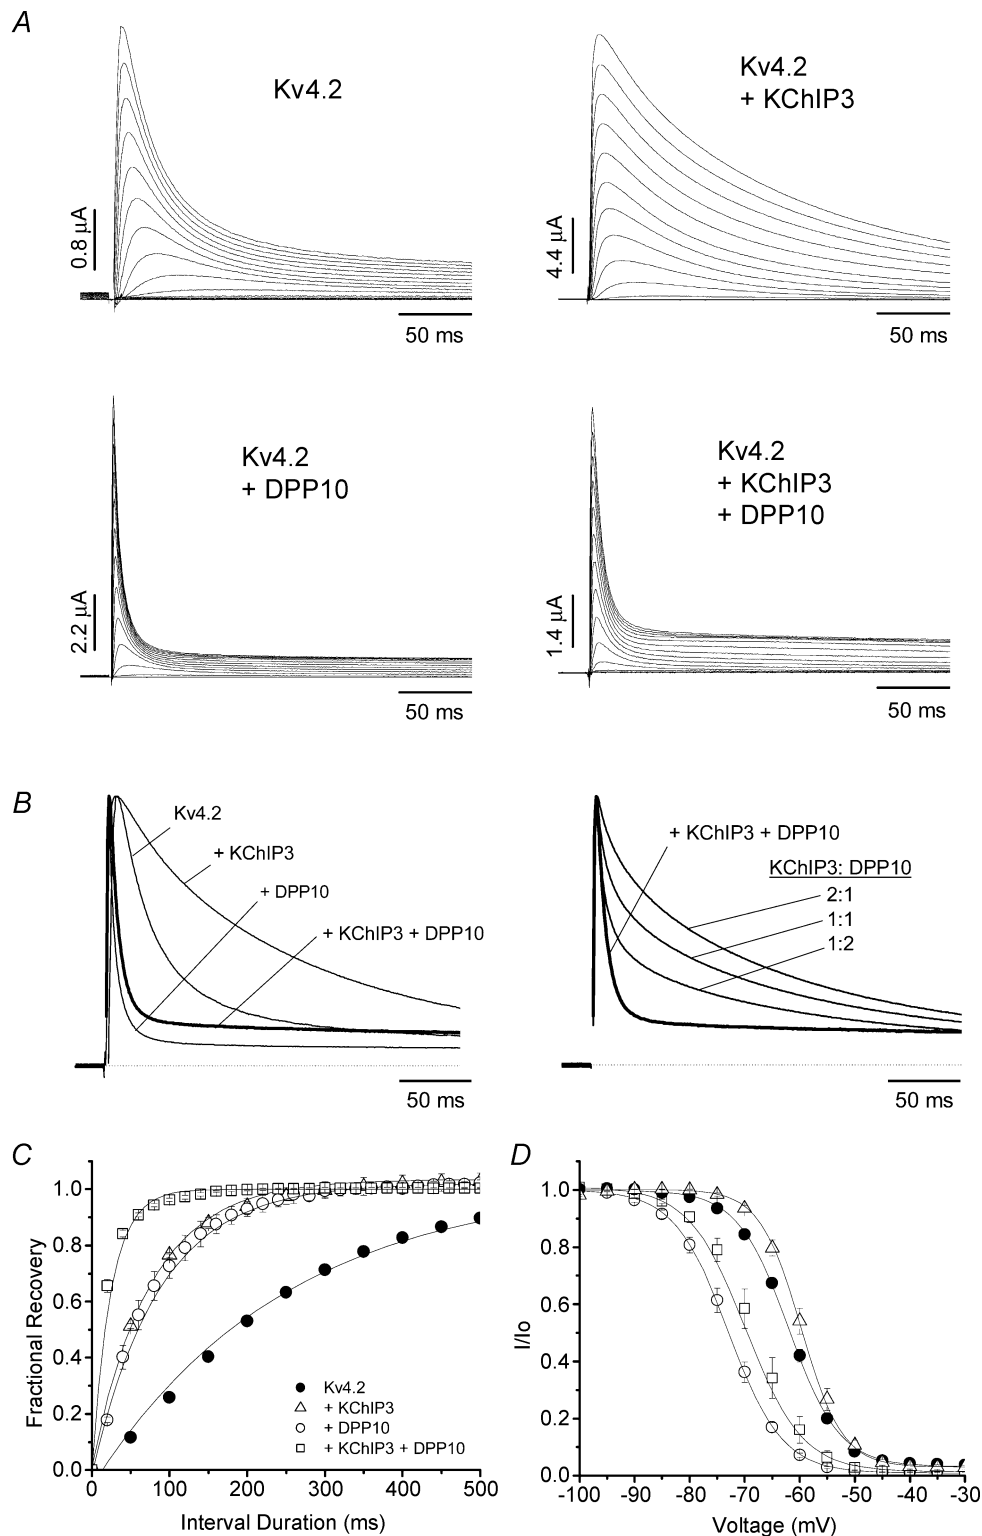 A
Kv4.2
0.8 µA
50 ms
Kv4.2
+ KChIP3
4.4 µA
50 ms
Kv4.2
+ DPP10
2.2 µA
50 ms
Kv4.2
+ KChIP3
+ DPP10
1.4 µA
50 ms
B
Kv4.2
+ KChIP3
+ DPP10
+ KChIP3 + DPP10
50 ms
+ KChIP3 + DPP10
KChIP3: DPP10
2:1
1:1
1:2
50 ms
C
Fractional Recovery
1.0
0.8
0.6
0.4
0.2
0.0
Kv4.2
+ KChIP3
+ DPP10
+ KChIP3 + DPP10
0 100 200 300 400 500
Interval Duration (ms)
D
I/Io
1.0
0.8
0.6
0.4
0.2
0.0
-100 -90 -80 -70 -60 -50 -40 -30
Voltage (mV)